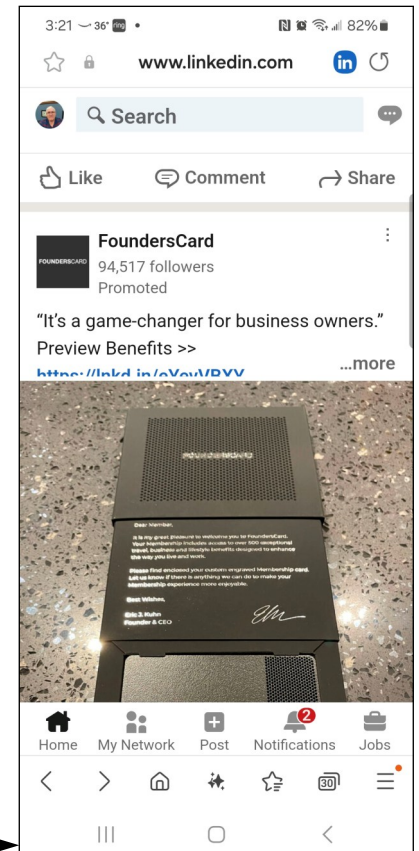 3:21 36° ring 82%
www.linkedin.com in
Search
Like Comment Share
FOUNDERSCARD
FoundersCard
94,517 followers
Promoted
“It’s a game-changer for business owners.”
Preview Benefits >>
...more
FOUNDERSCARD
Dear Member,
It is my great pleasure to welcome you to FoundersCard.
Your Membership includes access to over 500 exceptional
travel, business and lifestyle benefits designed to enhance
the way you live and work.
Please find enclosed your custom engraved Membership card.
Let us know if there is anything we can do to make your
Membership experience more enjoyable.
Best Wishes,
Eric J. Kuhn
Founder & CEO
2
Home My Network Post Notifications Jobs
30